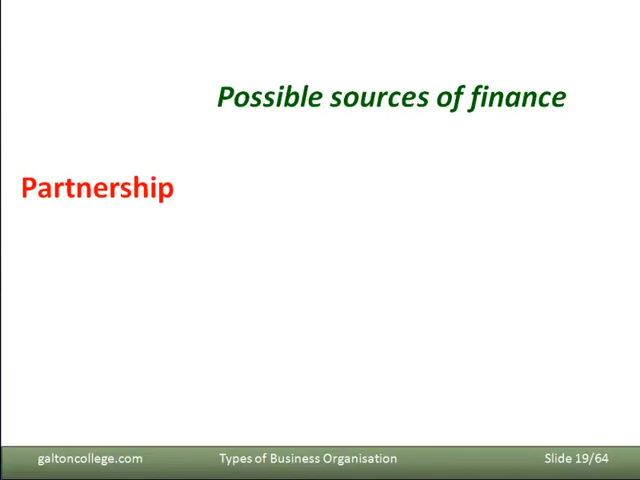 Possible sources of finance
Partnership
galtoncollege.com Types of Business Organisation Slide 19/64